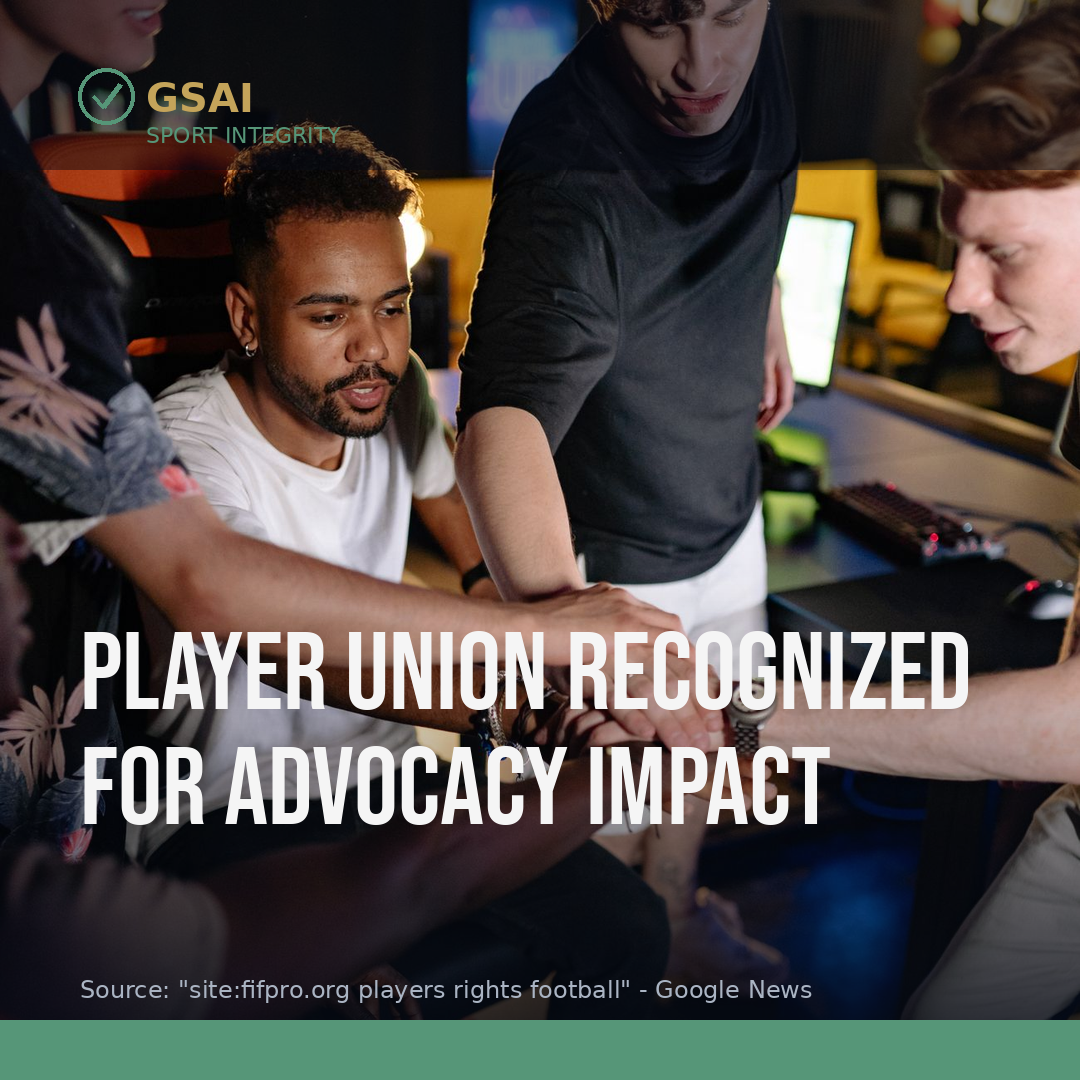 GSAI
SPORT INTEGRITY
PLAYER UNION RECOGNIZED
FOR ADVOCACY IMPACT
Source: "site:fifpro.org players rights football" - Google News